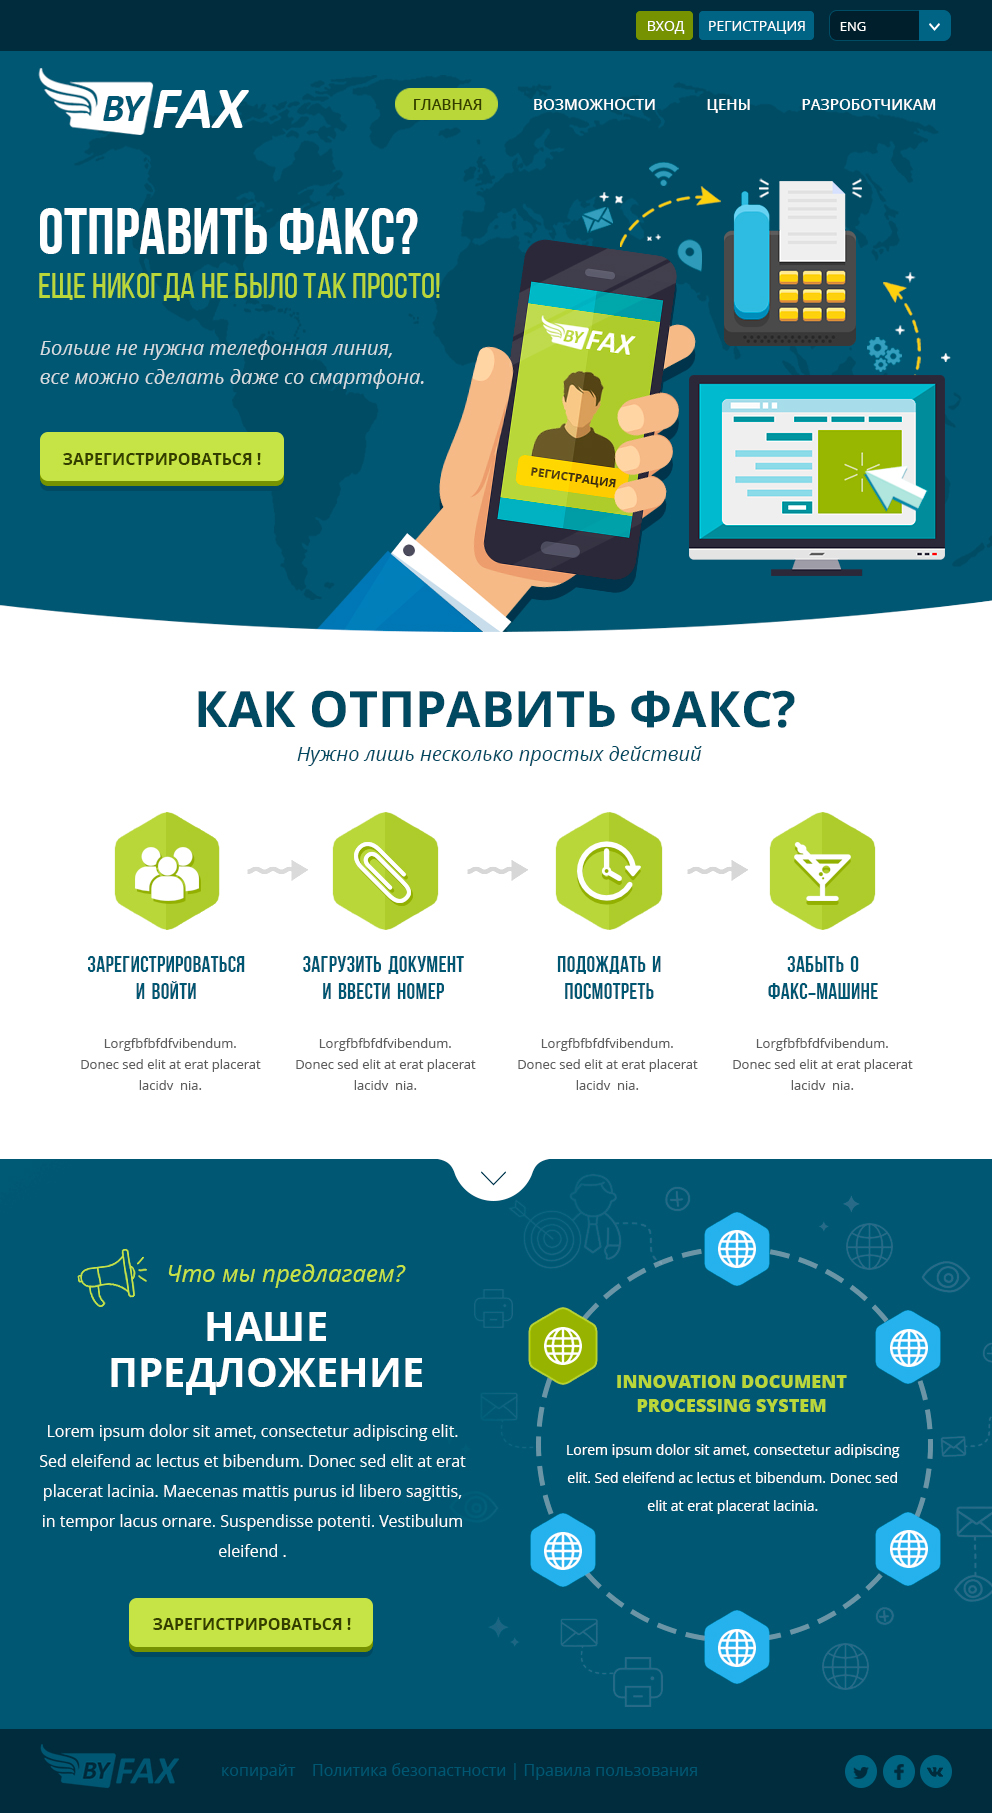 ВХОД РЕГИСТРАЦИЯ ENG
BY FAX
ГЛАВНАЯ ВОЗМОЖНОСТИ ЦЕНЫ РАЗРОБОТЧИКАМ
ОТПРАВИТЬ ФАКС?
ЕЩЕ НИКОГДА НЕ БЫЛО ТАК ПРОСТО!
Больше не нужна телефонная линия,
все можно сделать даже со смартфона.
ЗАРЕГИСТРИРОВАТЬСЯ !
BY FAX
РЕГИСТРАЦИЯ
КАК ОТПРАВИТЬ ФАКС?
Нужно лишь несколько простых действий
ЗАРЕГИСТРИРОВАТЬСЯ
И ВОЙТИ
Lorgfbfbfdfvibendum.
Donec sed elit at erat placerat
lacidv nia.
ЗАГРУЗИТЬ ДОКУМЕНТ
И ВВЕСТИ НОМЕР
Lorgfbfbfdfvibendum.
Donec sed elit at erat placerat
lacidv nia.
ПОДОЖДАТЬ И
ПОСМОТРЕТЬ
Lorgfbfbfdfvibendum.
Donec sed elit at erat placerat
lacidv nia.
ЗАБЫТЬ О
ФАКС-МАШИНЕ
Lorgfbfbfdfvibendum.
Donec sed elit at erat placerat
lacidv nia.
Что мы предлагаем?
НАШЕ
ПРЕДЛОЖЕНИЕ
Lorem ipsum dolor sit amet, consectetur adipiscing elit.
Sed eleifend ac lectus et bibendum. Donec sed elit at erat
placerat lacinia. Maecenas mattis purus id libero sagittis,
in tempor lacus ornare. Suspendisse potenti. Vestibulum
eleifend .
ЗАРЕГИСТРИРОВАТЬСЯ !
INNOVATION DOCUMENT
PROCESSING SYSTEM
Lorem ipsum dolor sit amet, consectetur adipiscing
elit. Sed eleifend ac lectus et bibendum. Donec sed
elit at erat placerat lacinia.
BY FAX
копирайт Политика безопастности | Правила пользования